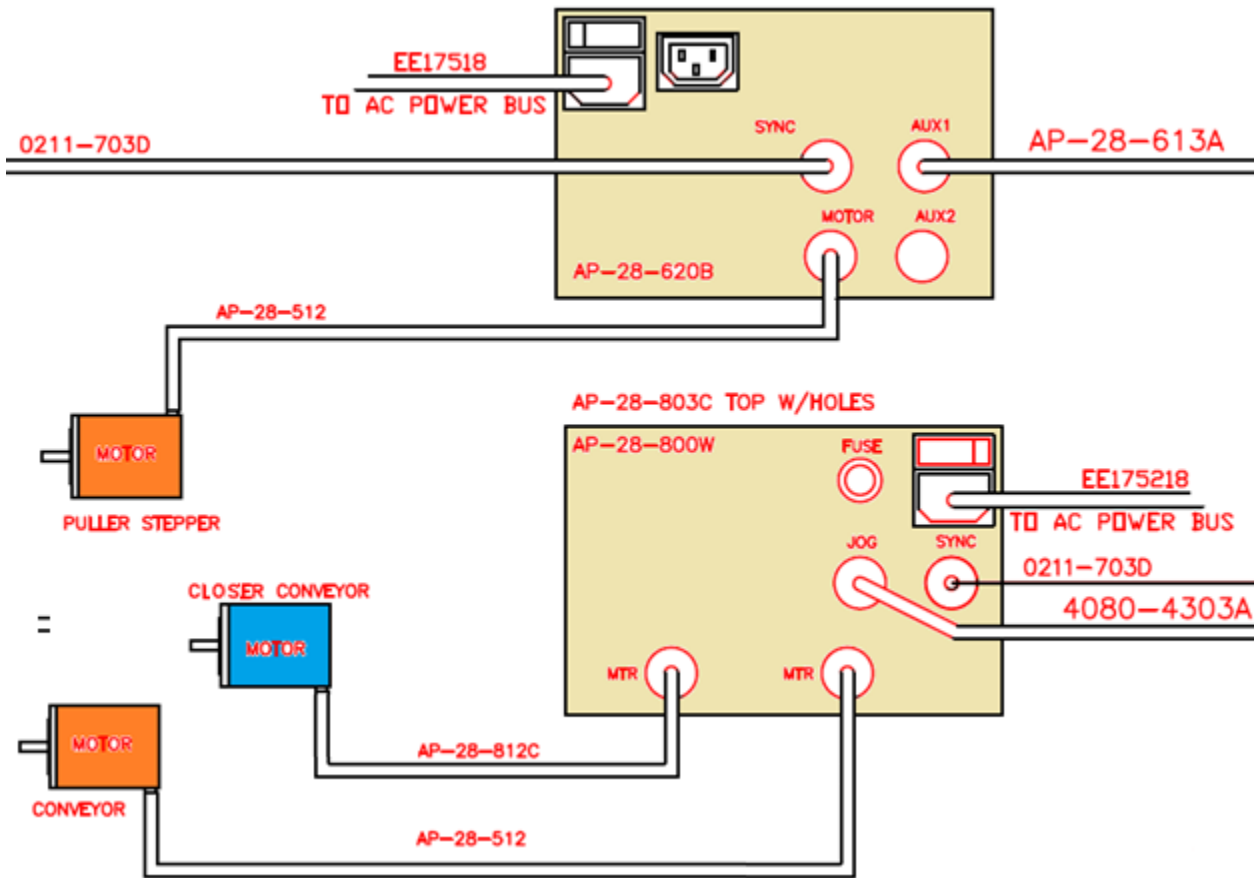 EE17518
TO AC POWER BUS
0211-703D
SYNC
AUX1
AP-28-613A
MOTOR
AUX2
AP-28-620B
AP-28-512
MOTOR
PULLER STEPPER
AP-28-803C TOP W/HOLES
AP-28-800W
FUSE
EE175218
TO AC POWER BUS
JOG
SYNC
0211-703D
4080-4303A
CLOSER CONVEYOR
MOTOR
MTR
MTR
MOTOR
CONVEYOR
AP-28-812C
AP-28-512